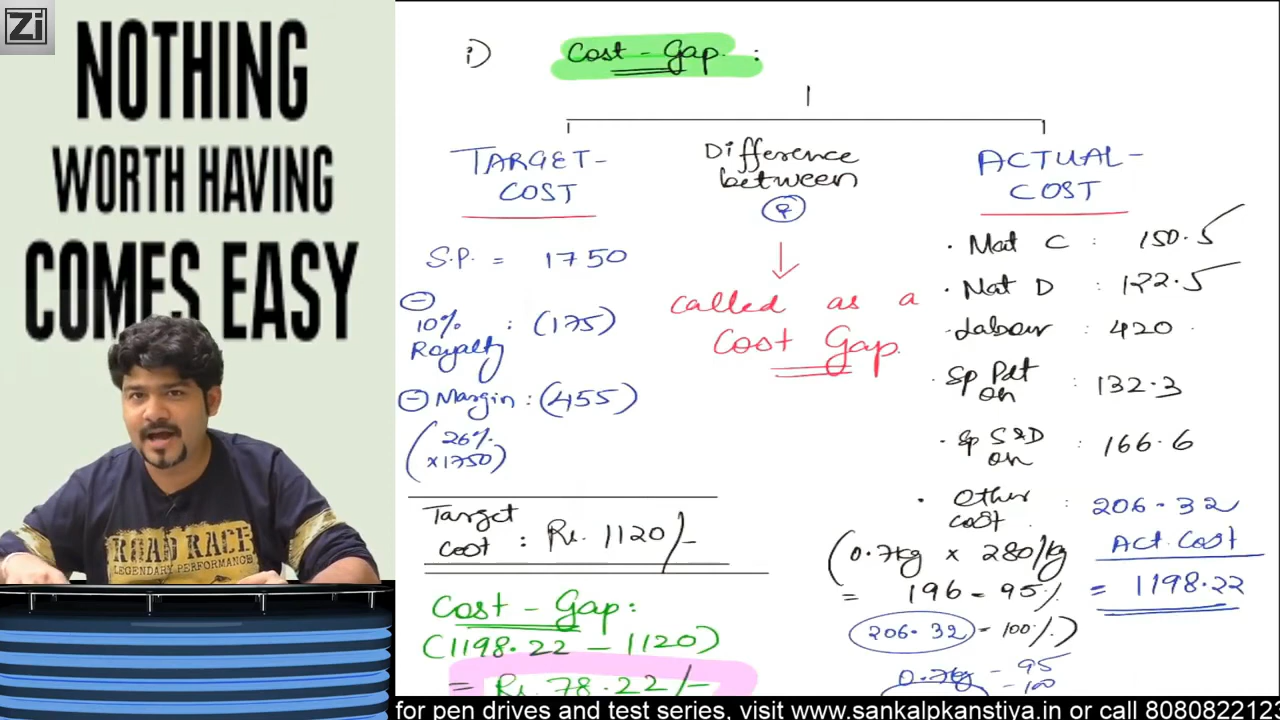 Zi
NOTHING
WORTH HAVING
COMES EASY
ROAD RACE
LEGENDARY PERFORMANCE
i) Cost - Gap :
TARGET-
COST
S.P. = 1750
⊖
10% : (175)
Royalty
⊖ Margin : (455)
(26%
×1750)
Target
cost : Rs. 1120/-
Cost - Gap:
(1198.22 - 1120)
= Rs. 78.22/-
Difference
between
called as a
Cost Gap.
ACTUAL-
COST
. Mat C : 150.5
. Mat D : 122.5
. Labour : 420
. Sp Pdt : 132.3
on
. Sp S&D : 166.6
on
. Other : 206.32
cost
Act. Cost
= 1198.22
(0.7kg × 280/kg
= 196 - 95%
206.32 - 100%)
0.7kg - 95
- 100
for pen drives and test series, visit www.sankalpkanstiya.in or call 8080822123